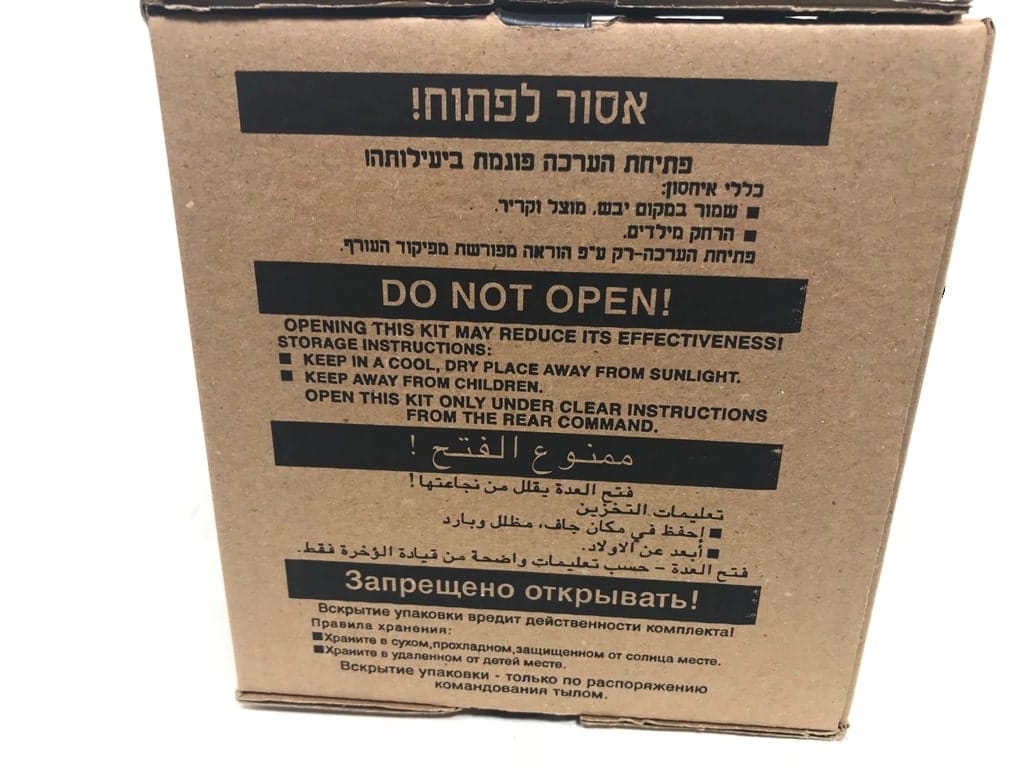 אסור לפתוח!
פתיחת הערכה פוגמת ביעילותה!
כללי איחסון:
■ שמור במקום יבש, מוצל וקריר.
■ הרחק מילדים.
פתיחת הערכה-רק ע״פ הוראה מפורשת מפיקוד העורף.
DO NOT OPEN!
OPENING THIS KIT MAY REDUCE ITS EFFECTIVENESS!
STORAGE INSTRUCTIONS:
■ KEEP IN A COOL, DRY PLACE AWAY FROM SUNLIGHT.
■ KEEP AWAY FROM CHILDREN.
OPEN THIS KIT ONLY UNDER CLEAR INSTRUCTIONS
FROM THE REAR COMMAND.
ممنوع الفتح !
فتح العدة يقلل من نجاعتها!
تعليمات التخزين
■ إحفظ في مكان جاف، مظلل وبارد
■ أبعد عن الاولاد.
فتح العدة - حسب تعليمات واضحة من قيادة الؤخرة فقط.
Запрещено открывать!
Вскрытие упаковки вредит действенности комплекта!
Правила хранения:
■Храните в сухом,прохладном,защищенном от солнца месте.
■Храните в удаленном от детей месте.
Вскрытие упаковки - только по распоряжению
командования тылом.